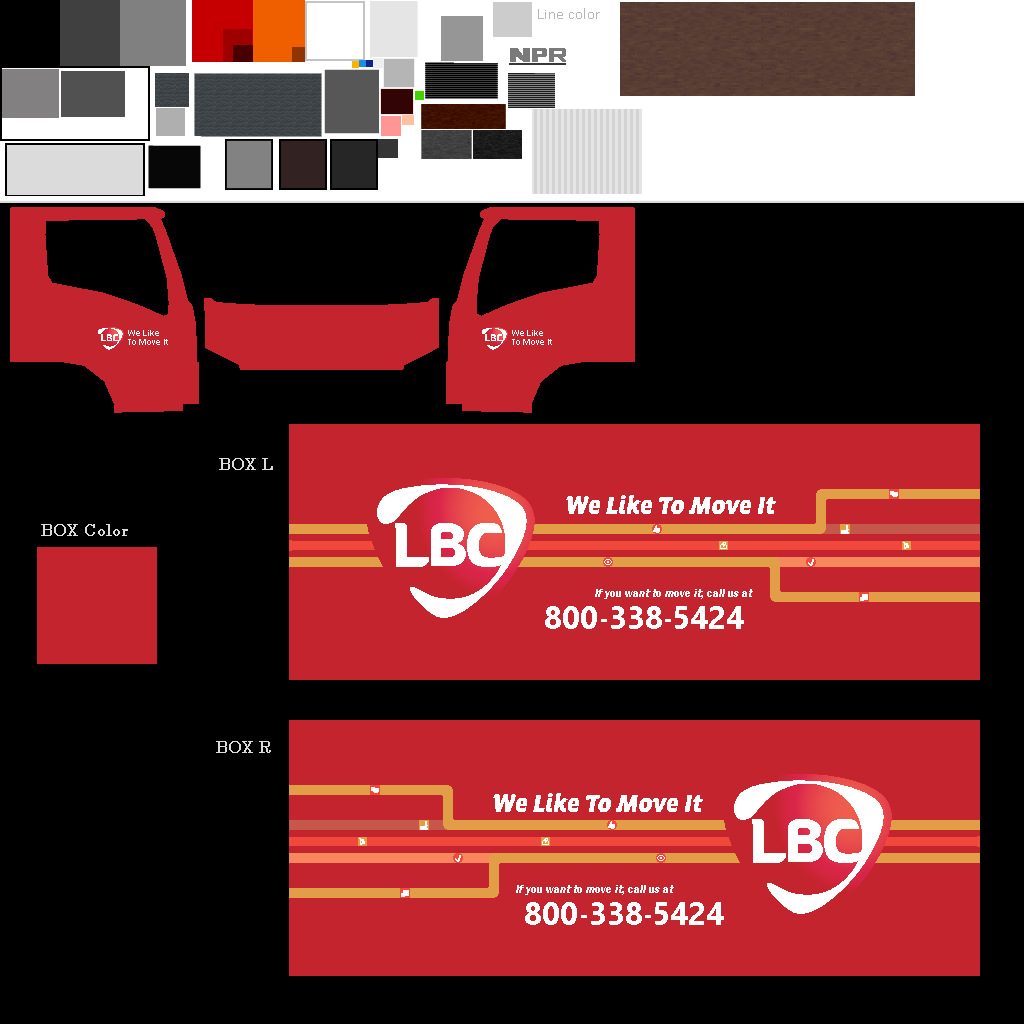 Line color
NPR
LBC We Like
To Move It
LBC We Like
To Move It
BOX L
We Like To Move It
LBC
If you want to move it, call us at
800-338-5424
BOX Color
BOX R
We Like To Move It
LBC
If you want to move it, call us at
800-338-5424